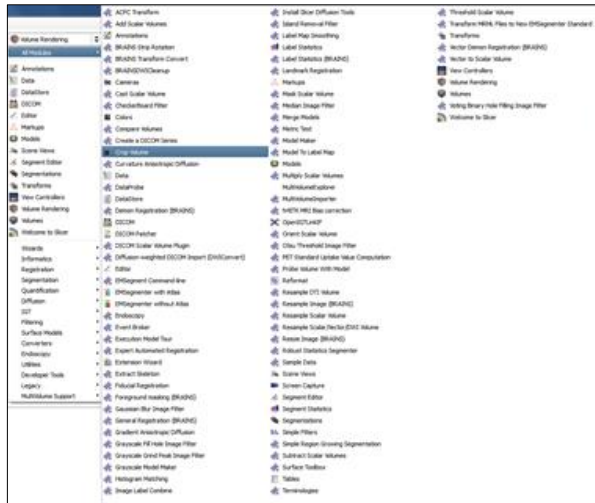 Volume Rendering
All Modules
Annotations
Data
DataStore
DICOM
Editor
Markups
Models
Scene Views
Segment Editor
Segmentations
Transforms
View Controllers
Volume Rendering
Volumes
Welcome to Slicer
Wizards
Informatics
Registration
Segmentation
Quantification
Diffusion
IGT
Filtering
Surface Models
Converters
Endoscopy
Utilities
Developer Tools
Legacy
MultiVolume Support
ACPC Transform
Add Scalar Volumes
Annotations
BRAINS Strip Rotation
BRAINS Transform Convert
BRAINSDWICleanup
Cameras
Cast Scalar Volume
CheckerBoard Filter
Colors
Compare Volumes
Create a DICOM Series
Crop Volume
Curvature Anisotropic Diffusion
Data
DataProbe
DataStore
Demon Registration (BRAINS)
DICOM
DICOM Patcher
DICOM Scalar Volume Plugin
Diffusion-weighted DICOM Import (DWIConvert)
Editor
EMSegment Command-line
EMSegmenter with Atlas
EMSegmenter without Atlas
Endoscopy
Event Broker
Execution Model Tour
Expert Automated Registration
Extension Wizard
Extract Skeleton
Fiducial Registration
Foreground masking (BRAINS)
Gaussian Blur Image Filter
General Registration (BRAINS)
Gradient Anisotropic Diffusion
Grayscale Fill Hole Image Filter
Grayscale Grind Peak Image Filter
Grayscale Model Maker
Histogram Matching
Image Label Combine
Install Slicer Diffusion Tools
Island Removal Filter
Label Map Smoothing
Label Statistics
Label Statistics (BRAINS)
Landmark Registration
Markups
Mask Scalar Volume
Median Image Filter
Merge Models
Metric Test
Model Maker
Model To Label Map
Models
Multiply Scalar Volumes
MultiVolumeExplorer
MultiVolumeImporter
N4ITK MRI Bias correction
OpenIGTLinkIF
Orient Scalar Volume
Otsu Threshold Image Filter
PET Standard Uptake Value Computation
Probe Volume With Model
Reformat
Resample DTI Volume
Resample Image (BRAINS)
Resample Scalar Volume
Resample Scalar/Vector/DWI Volume
Resize Image (BRAINS)
Robust Statistics Segmenter
Sample Data
Scene Views
Screen Capture
Segment Editor
Segment Statistics
Segmentations
Simple Filters
Simple Region Growing Segmentation
Subtract Scalar Volumes
Surface Toolbox
Tables
Terminologies
Threshold Scalar Volume
Transform MRML Files to New EMSegmenter Standard
Transforms
Vector Demon Registration (BRAINS)
Vector to Scalar Volume
View Controllers
Volume Rendering
Volumes
Voting Binary Hole Filling Image Filter
Welcome to Slicer